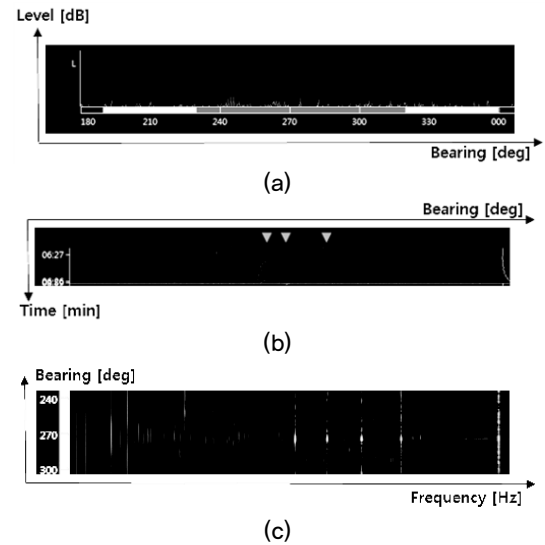 Level [dB]
L
180 210 240 270 300 330 000
Bearing [deg]
(a)
Bearing [deg]
06:27
Time [min]
(b)
Bearing [deg]
240
270
300
Frequency [Hz]
(c)